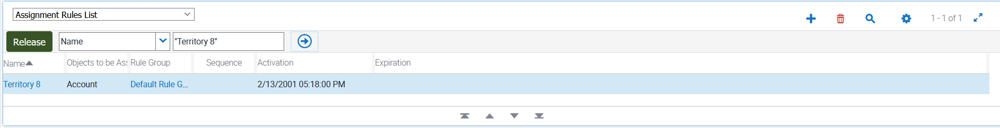 Assignment Rules List
1 - 1 of 1
Release Name "Territory 8"
Name Objects to be Ass Rule Group Sequence Activation Expiration
Territory 8 Account Default Rule G... 2/13/2001 05:18:00 PM